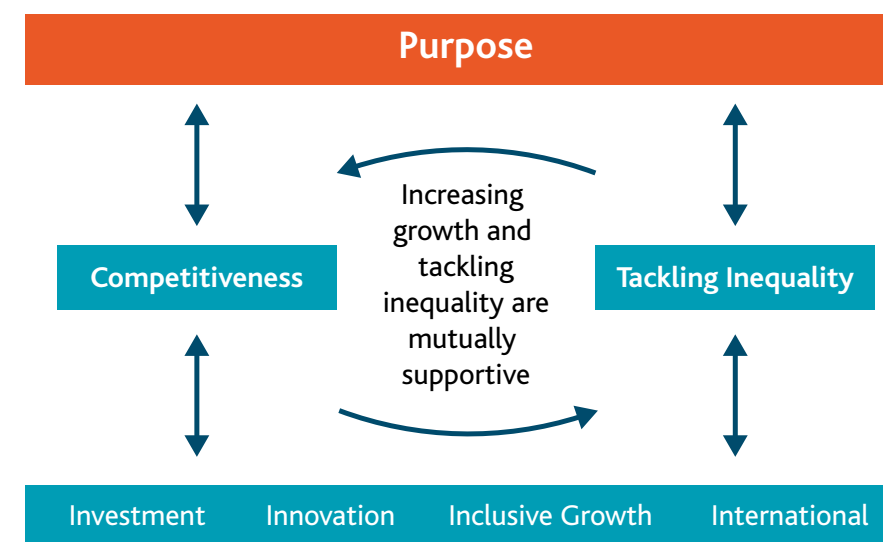 Purpose
Increasing
growth and
tackling
inequality are
mutually
supportive
Competitiveness
Tackling Inequality
Investment Innovation Inclusive Growth International